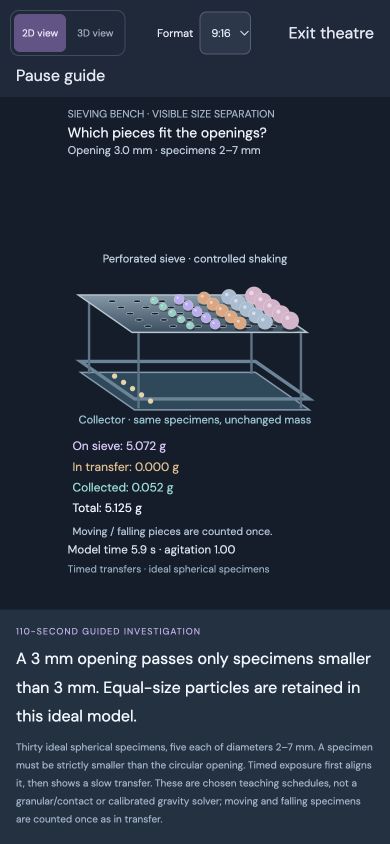 2D view 3D view Format 9:16 Exit theatre
Pause guide
SIEVING BENCH · VISIBLE SIZE SEPARATION
Which pieces fit the openings?
Opening 3.0 mm · specimens 2–7 mm
Perforated sieve · controlled shaking
Collector · same specimens, unchanged mass
On sieve: 5.072 g
In transfer: 0.000 g
Collected: 0.052 g
Total: 5.125 g
Moving / falling pieces are counted once.
Model time 5.9 s · agitation 1.00
Timed transfers · ideal spherical specimens
110-SECOND GUIDED INVESTIGATION
A 3 mm opening passes only specimens smaller
than 3 mm. Equal-size particles are retained in
this ideal model.
Thirty ideal spherical specimens, five each of diameters 2–7 mm. A specimen
must be strictly smaller than the circular opening. Timed exposure first aligns
it, then shows a slow transfer. These are chosen teaching schedules, not a
granular/contact or calibrated gravity solver; moving and falling specimens
are counted once as in transfer.